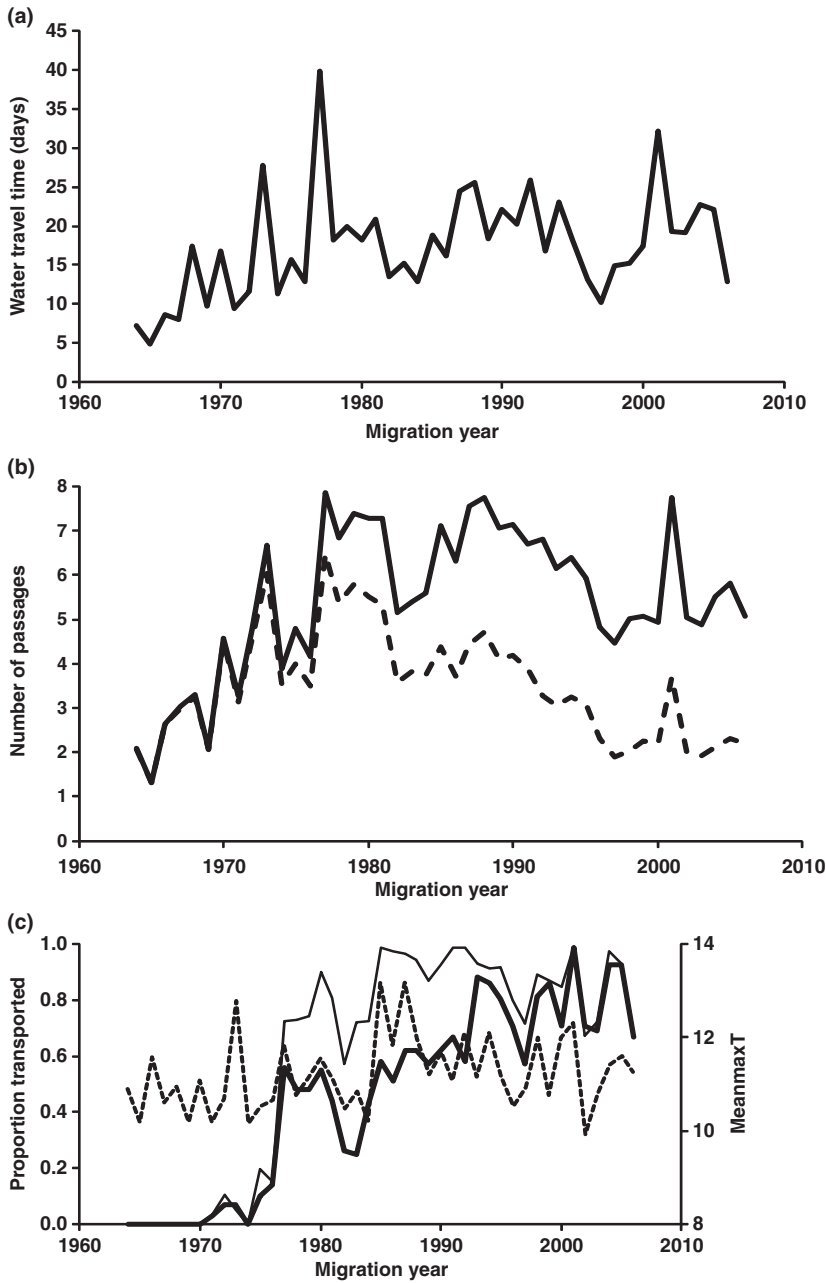 (a)
45
40
35
30
25
20
15
10
5
0
Water travel time (days)
1960 1970 1980 1990 2000 2010
Migration year
(b)
8
7
6
5
4
3
2
1
0
Number of passages
1960 1970 1980 1990 2000 2010
Migration year
(c)
1.0
0.8
0.6
0.4
0.2
0.0
Proportion transported
14
12
10
8
MeanmaxT
1960 1970 1980 1990 2000 2010
Migration year